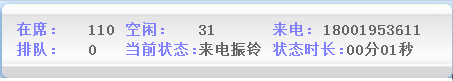 在席： 110 空闲： 31 来电：18001953611
排队： 0 当前状态:来电振铃 状态时长:00分01秒